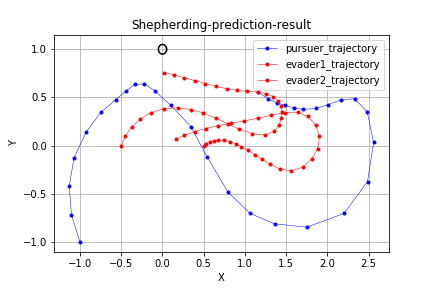 Shepherding-prediction-result
pursuer_trajectory
evader1_trajectory
evader2_trajectory
Y
1.0
0.5
0.0
−0.5
−1.0
−1.0 −0.5 0.0 0.5 1.0 1.5 2.0 2.5
X